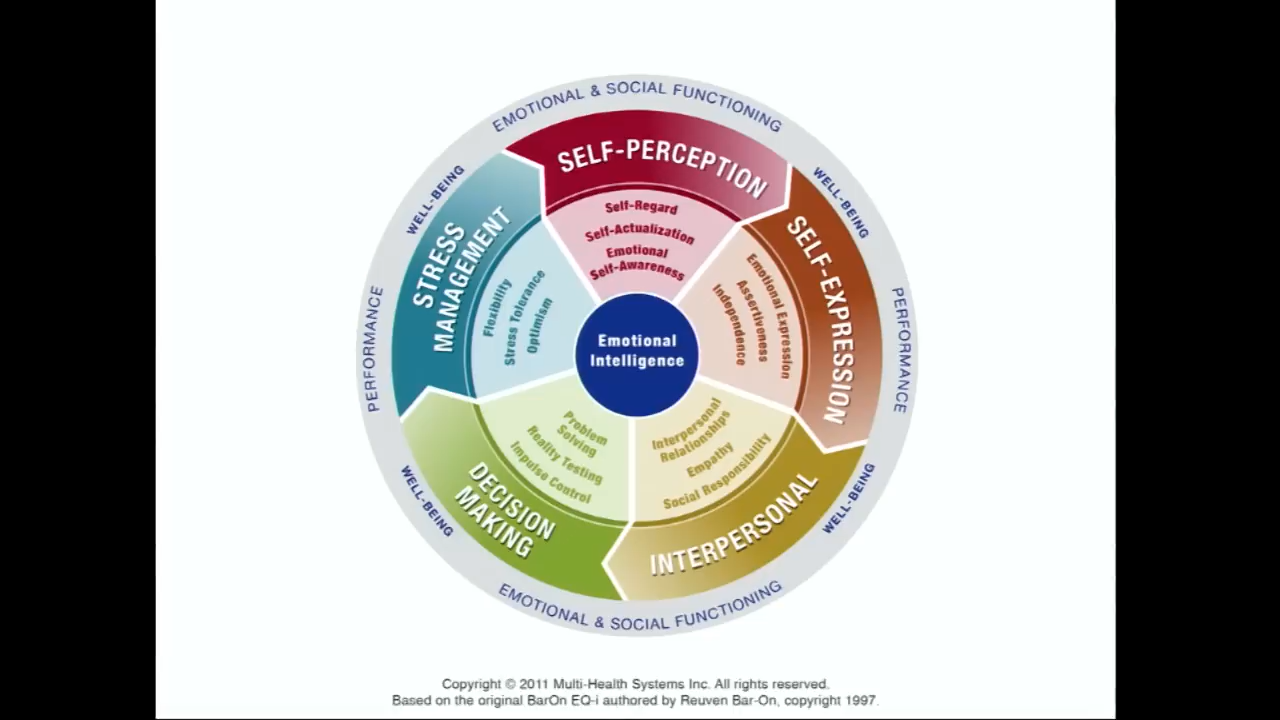 EMOTIONAL & SOCIAL FUNCTIONING
WELL-BEING
WELL-BEING
PERFORMANCE
PERFORMANCE
WELL-BEING
WELL-BEING
EMOTIONAL & SOCIAL FUNCTIONING
SELF-PERCEPTION
Self-Regard
Self-Actualization
Emotional
Self-Awareness
SELF-EXPRESSION
Emotional Expression
Assertiveness
Independence
INTERPERSONAL
Interpersonal
Relationships
Empathy
Social Responsibility
DECISION
MAKING
Problem
Solving
Reality Testing
Impulse Control
STRESS
MANAGEMENT
Flexibility
Stress Tolerance
Optimism
Emotional
Intelligence
Copyright © 2011 Multi-Health Systems Inc. All rights reserved.
Based on the original BarOn EQ-i authored by Reuven Bar-On, copyright 1997.